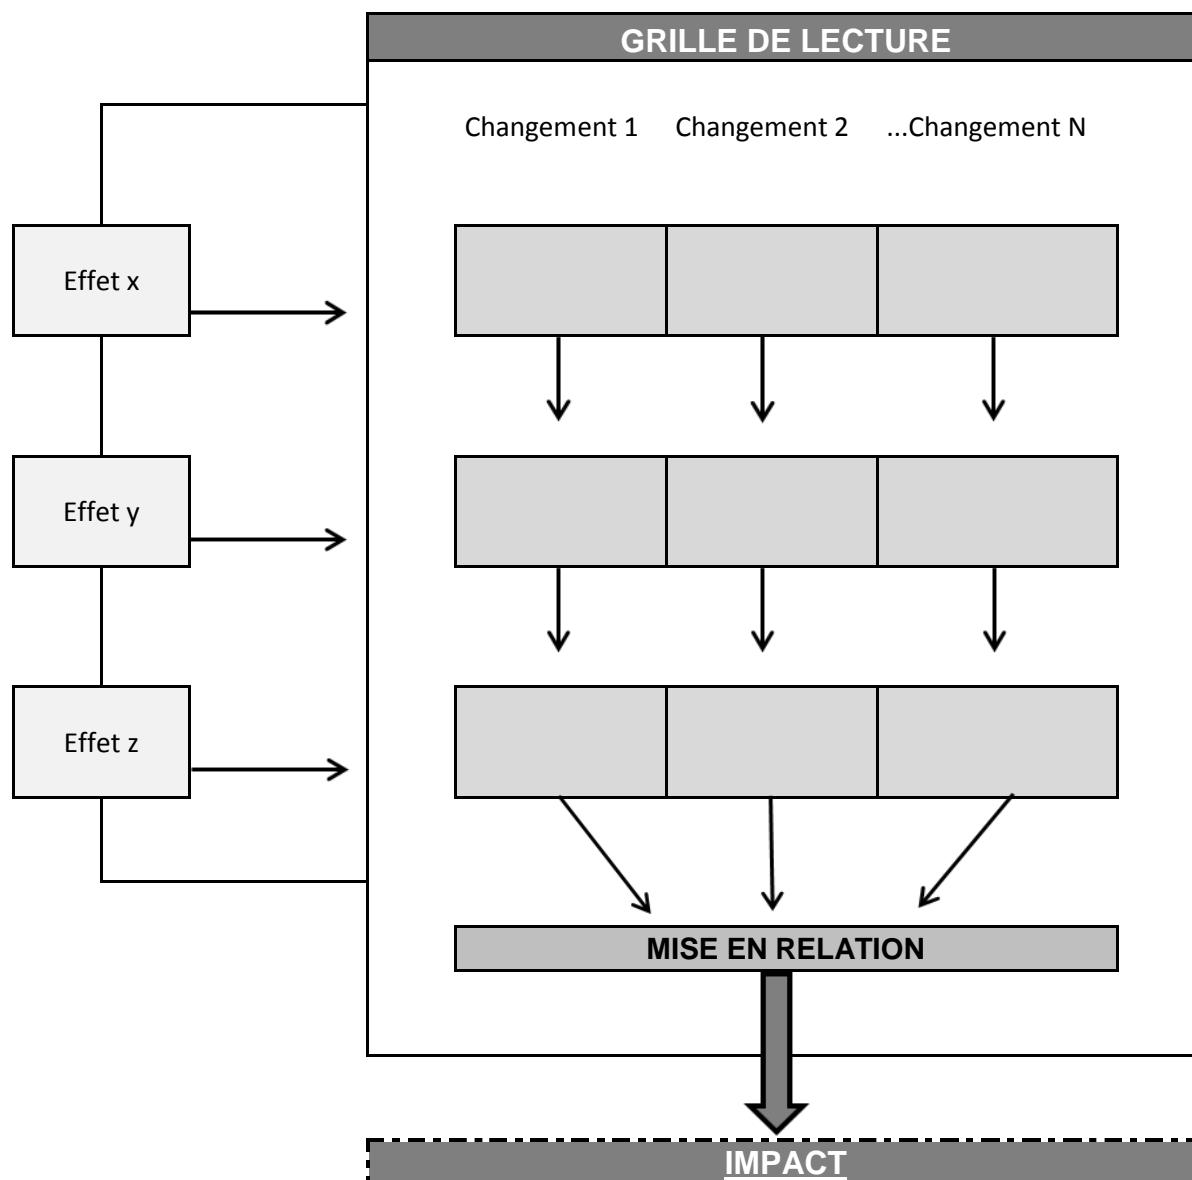 GRILLE DE LECTURE
Changement 1 Changement 2 ...Changement N
Effet x
Effet y
Effet z
MISE EN RELATION
IMPACT